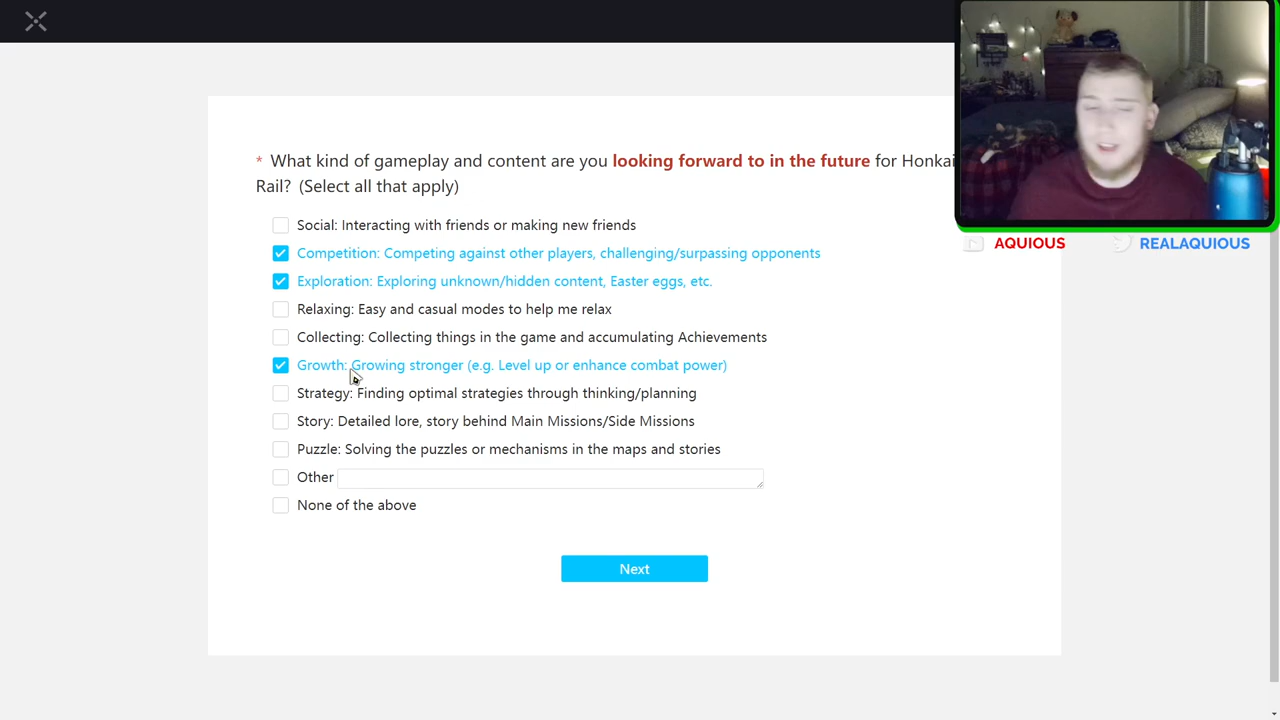 * What kind of gameplay and content are you looking forward to in the future for Honkai
Rail? (Select all that apply)
Social: Interacting with friends or making new friends
Competition: Competing against other players, challenging/surpassing opponents
Exploration: Exploring unknown/hidden content, Easter eggs, etc.
Relaxing: Easy and casual modes to help me relax
Collecting: Collecting things in the game and accumulating Achievements
Growth: Growing stronger (e.g. Level up or enhance combat power)
Strategy: Finding optimal strategies through thinking/planning
Story: Detailed lore, story behind Main Missions/Side Missions
Puzzle: Solving the puzzles or mechanisms in the maps and stories
Other
None of the above
Next
AQUIOUS
REALAQUIOUS